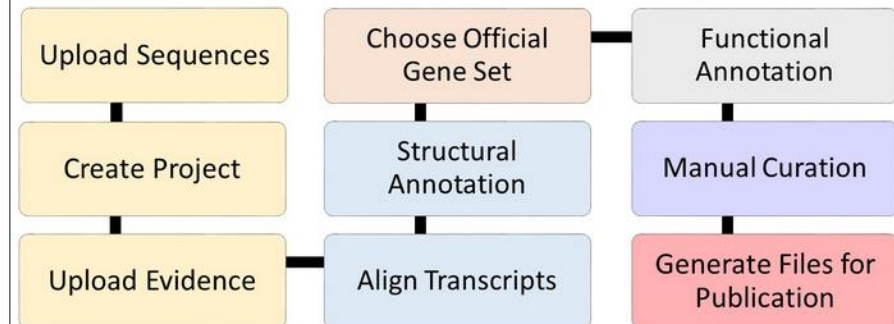 Upload Sequences
Create Project
Upload Evidence
Align Transcripts
Structural
Annotation
Choose Official
Gene Set
Functional
Annotation
Manual Curation
Generate Files for
Publication